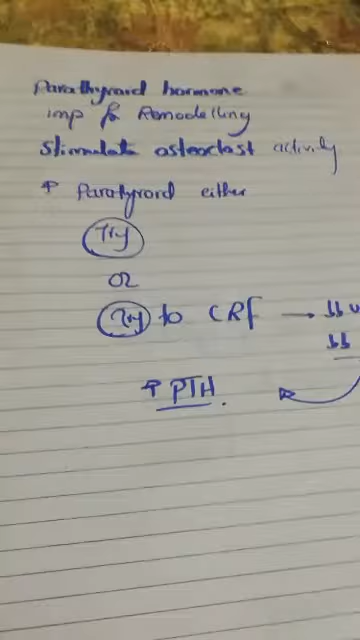 Parathyroid hormone
imp for Remodelling
Stimulate osteoclast activity
↑ Parathyroid either
1ry
or
2ry to CRF → ↓↓
↓↓
↑ PTH.